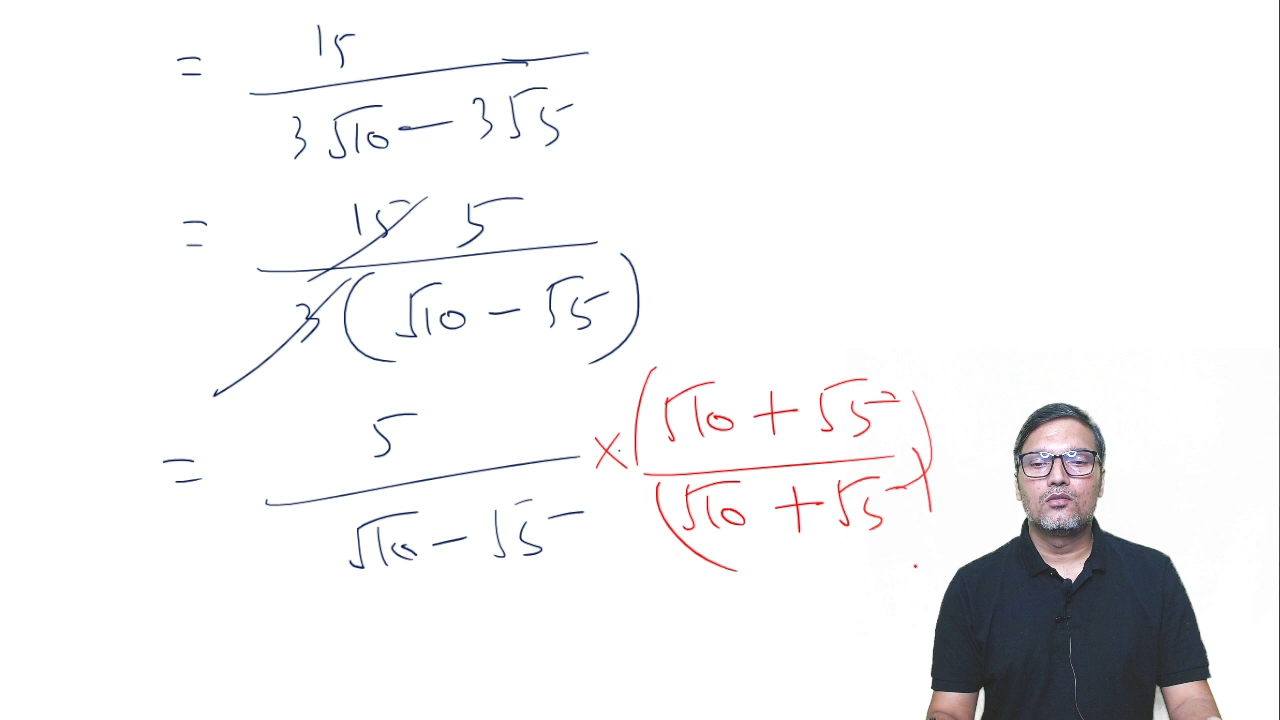 = 15
3√10 - 3√5
= 15 5
3(√10 - √5)
= 5 × (√10 + √5)
√10 - √5 (√10 + √5)